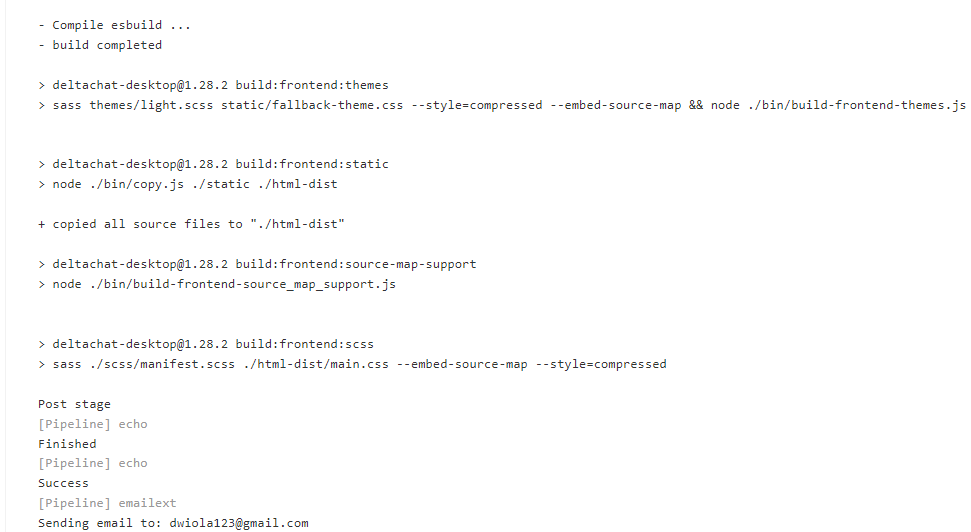 - Compile esbuild ...
- build completed
> deltachat-desktop@1.28.2 build:frontend:themes
> sass themes/light.scss static/fallback-theme.css --style=compressed --embed-source-map && node ./bin/build-frontend-themes.js
> deltachat-desktop@1.28.2 build:frontend:static
> node ./bin/copy.js ./static ./html-dist
+ copied all source files to "./html-dist"
> deltachat-desktop@1.28.2 build:frontend:source-map-support
> node ./bin/build-frontend-source_map_support.js
> deltachat-desktop@1.28.2 build:frontend:scss
> sass ./scss/manifest.scss ./html-dist/main.css --embed-source-map --style=compressed
Post stage
[Pipeline] echo
Finished
[Pipeline] echo
Success
[Pipeline] emailext
Sending email to: dwiola123@gmail.com